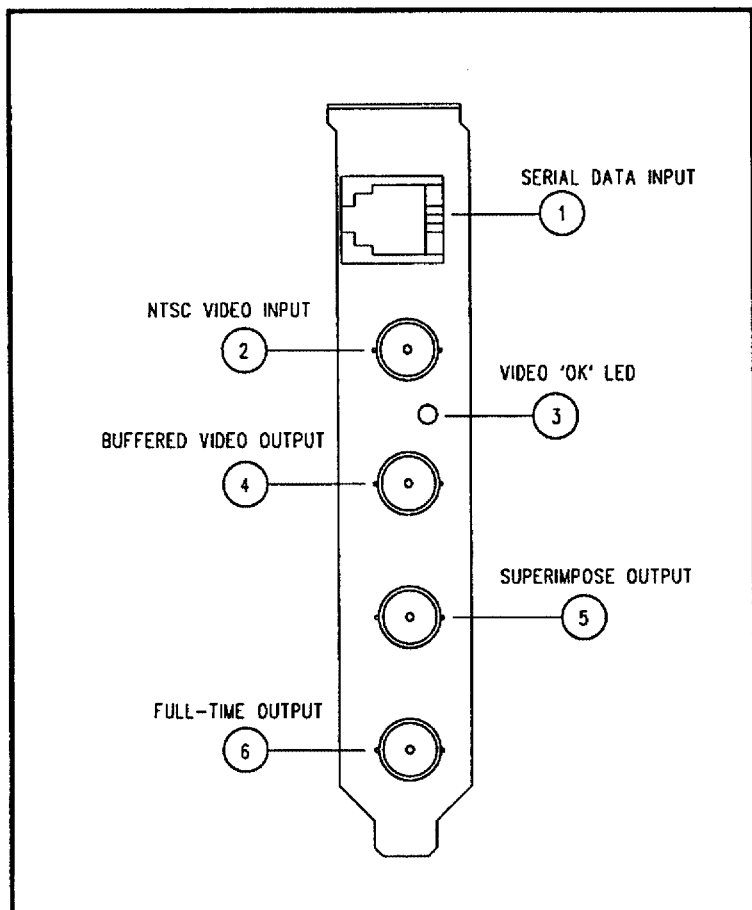 SERIAL DATA INPUT
1
NTSC VIDEO INPUT
2
VIDEO 'OK' LED
3
BUFFERED VIDEO OUTPUT
4
SUPERIMPOSE OUTPUT
5
FULL-TIME OUTPUT
6